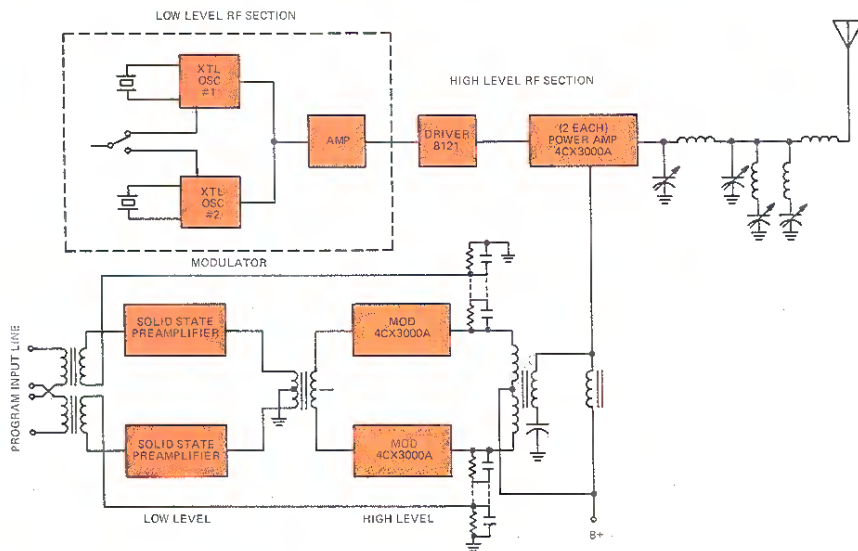 LOW LEVEL RF SECTION
XTL
OSC
#1
HIGH LEVEL RF SECTION
AMP
DRIVER
8121
(2 EACH)
POWER AMP
4CX3000A
XTL
OSC
#2
MODULATOR
PROGRAM INPUT LINE
SOLID STATE
PREAMPLIFIER
MOD
4CX3000A
SOLID STATE
PREAMPLIFIER
MOD
4CX3000A
LOW LEVEL
HIGH LEVEL
B+